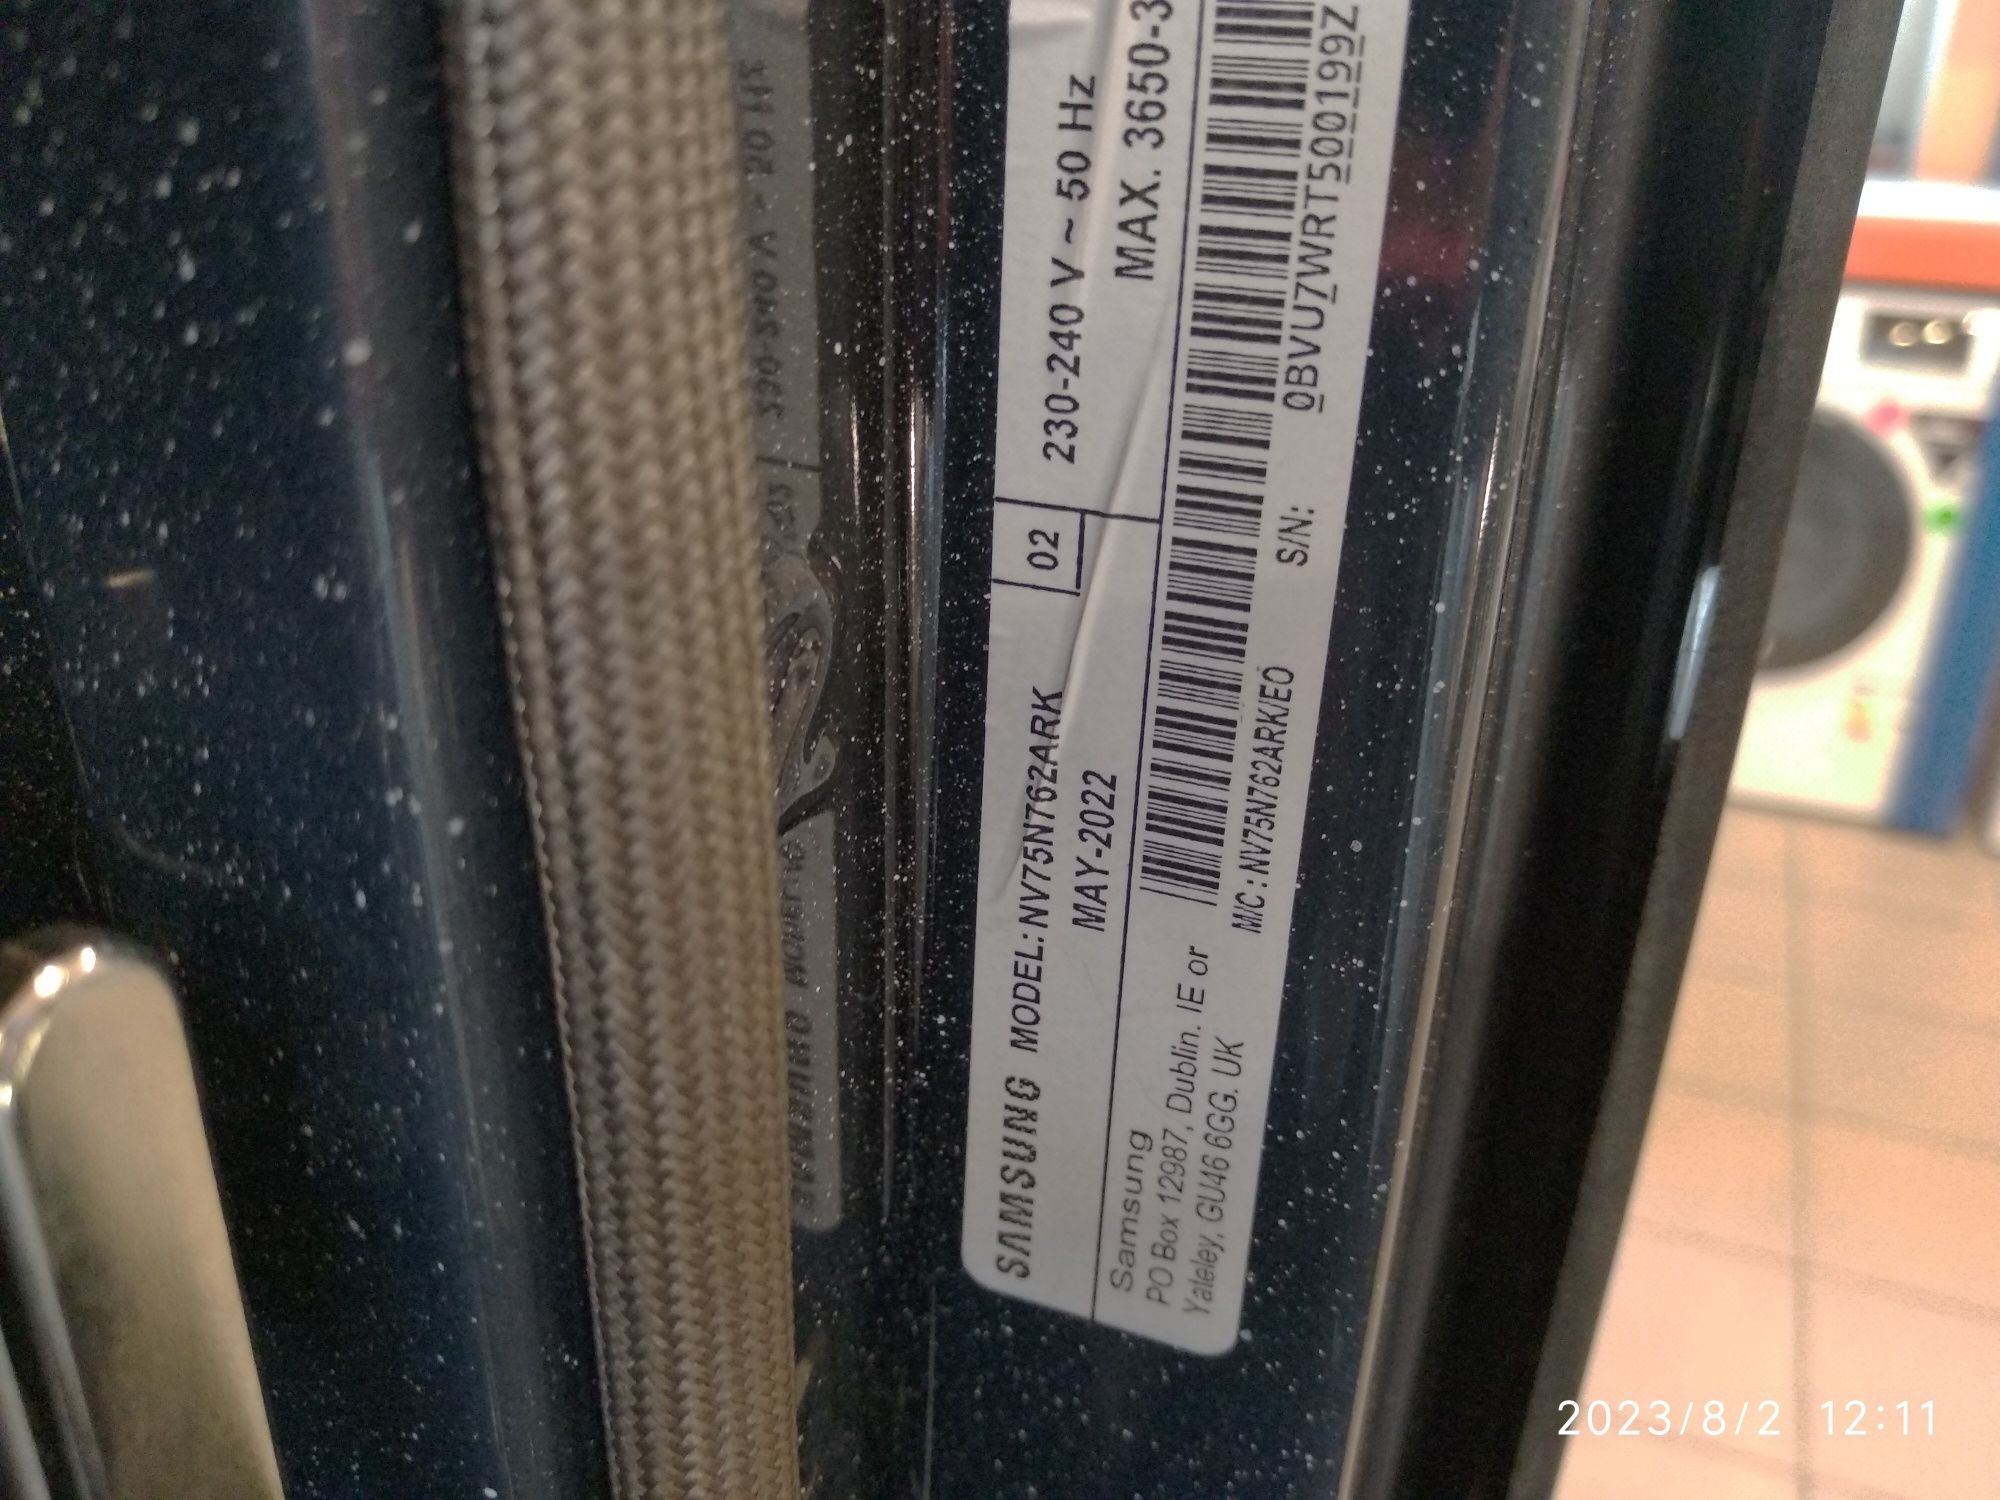 SAMSUNG MODEL: NV75N762ARK
MAY-2022
02
230-240 V ~ 50 Hz
MAX. 3650-3
Samsung
PO Box 12987, Dublin. IE or
Yateley, GU46 6GG. UK
M/C : NV75N762ARK/EO
S/N:
0BVU7WRT500199Z
2023/8/2 12:11